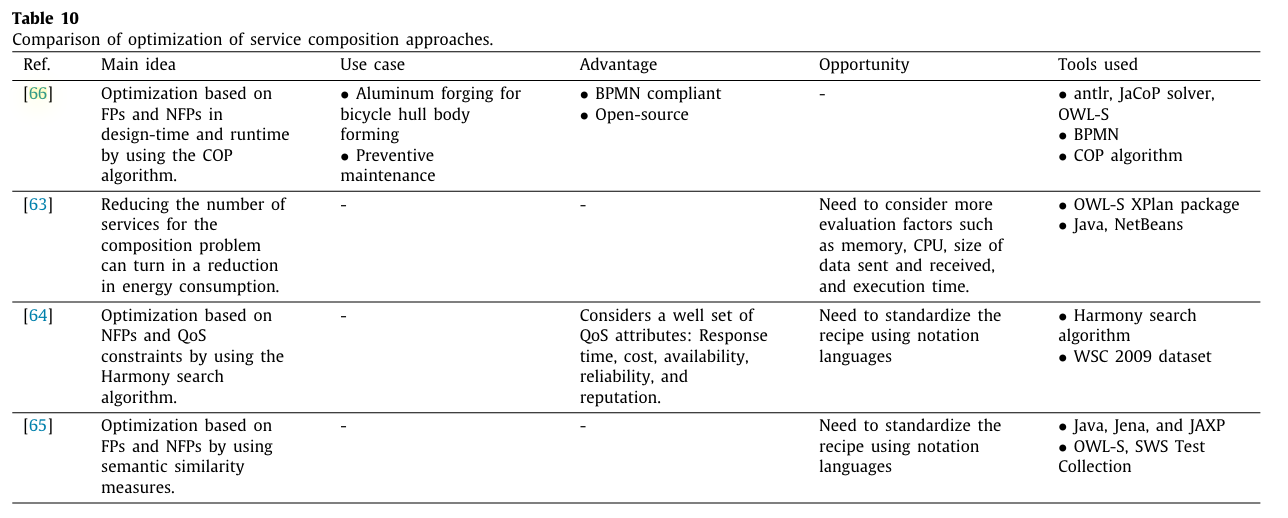 Table 10
Comparison of optimization of service composition approaches.
Ref. Main idea Use case Advantage Opportunity Tools used
[66] Optimization based on ● Aluminum forging for ● BPMN compliant - ● antlr, JaCoP solver,
FPs and NFPs in bicycle hull body ● Open-source OWL-S
design-time and runtime forming ● BPMN
by using the COP ● Preventive ● COP algorithm
algorithm. maintenance
[63] Reducing the number of - - Need to consider more ● OWL-S XPlan package
services for the evaluation factors such ● Java, NetBeans
composition problem as memory, CPU, size of
can turn in a reduction data sent and received,
in energy consumption. and execution time.
[64] Optimization based on - Considers a well set of Need to standardize the ● Harmony search
NFPs and QoS QoS attributes: Response recipe using notation algorithm
constraints by using the time, cost, availability, languages ● WSC 2009 dataset
Harmony search reliability, and
algorithm. reputation.
[65] Optimization based on - - Need to standardize the ● Java, Jena, and JAXP
FPs and NFPs by using recipe using notation ● OWL-S, SWS Test
semantic similarity languages Collection
measures.